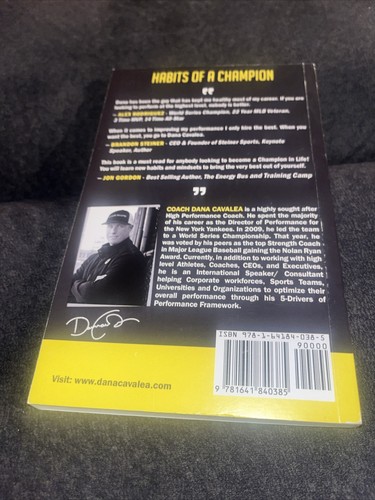 HABITS OF A CHAMPION
"
Dana has been the guy that has kept me healthy most of my career. If you are
looking to perform at the highest level, nobody is better.
— ALEX RODRIGUEZ - World Series Champion, 22 Year MLB Veteran,
3 Time MVP, 14 Time All-Star
When it comes to improving my performance I only hire the best. When you
want the best, you go to Dana Cavalea.
— BRANDON STEINER - CEO & Founder of Steiner Sports, Keynote
Speaker, Author
This book is a must read for anybody looking to become a Champion in Life!
You will learn new habits and mindsets to bring the very best out of yourself.
— JON GORDON - Best Selling Author, The Energy Bus and Training Camp
"
COACH DANA CAVALEA is a highly sought after
High Performance Coach. He spent the majority
of his career as the Director of Performance for
the New York Yankees. In 2009, he led the team
to a World Series Championship. That year, he
was voted by his peers as the top Strength Coach
in Major League Baseball gaining the Nolan Ryan
Award. Currently, in addition to working with high
level Athletes, Coaches, CEOs, and Executives,
he is an International Speaker/ Consultant
helping Corporate workforces, Sports Teams,
Universities and Organizations to optimize their
overall performance through his 5-Drivers of
Performance Framework.
ISBN 978-1-64184-038-5
90000
9 781641 840385
Visit: www.danacavalea.com